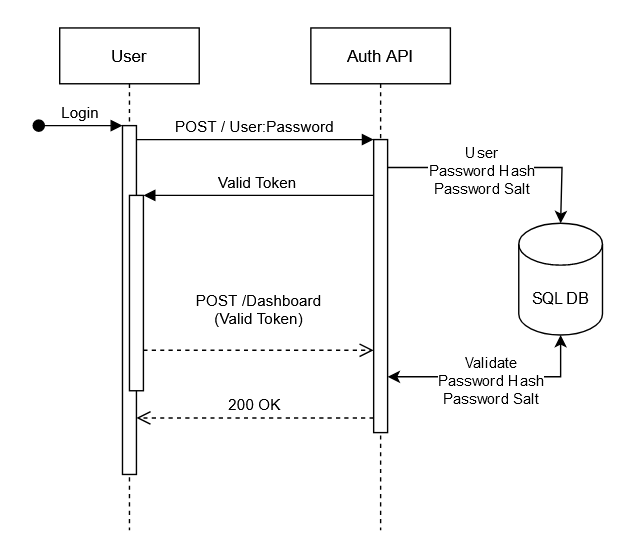 User
Auth API
Login
POST / User:Password
User
Password Hash
Password Salt
Valid Token
SQL DB
POST /Dashboard
(Valid Token)
Validate
Password Hash
Password Salt
200 OK